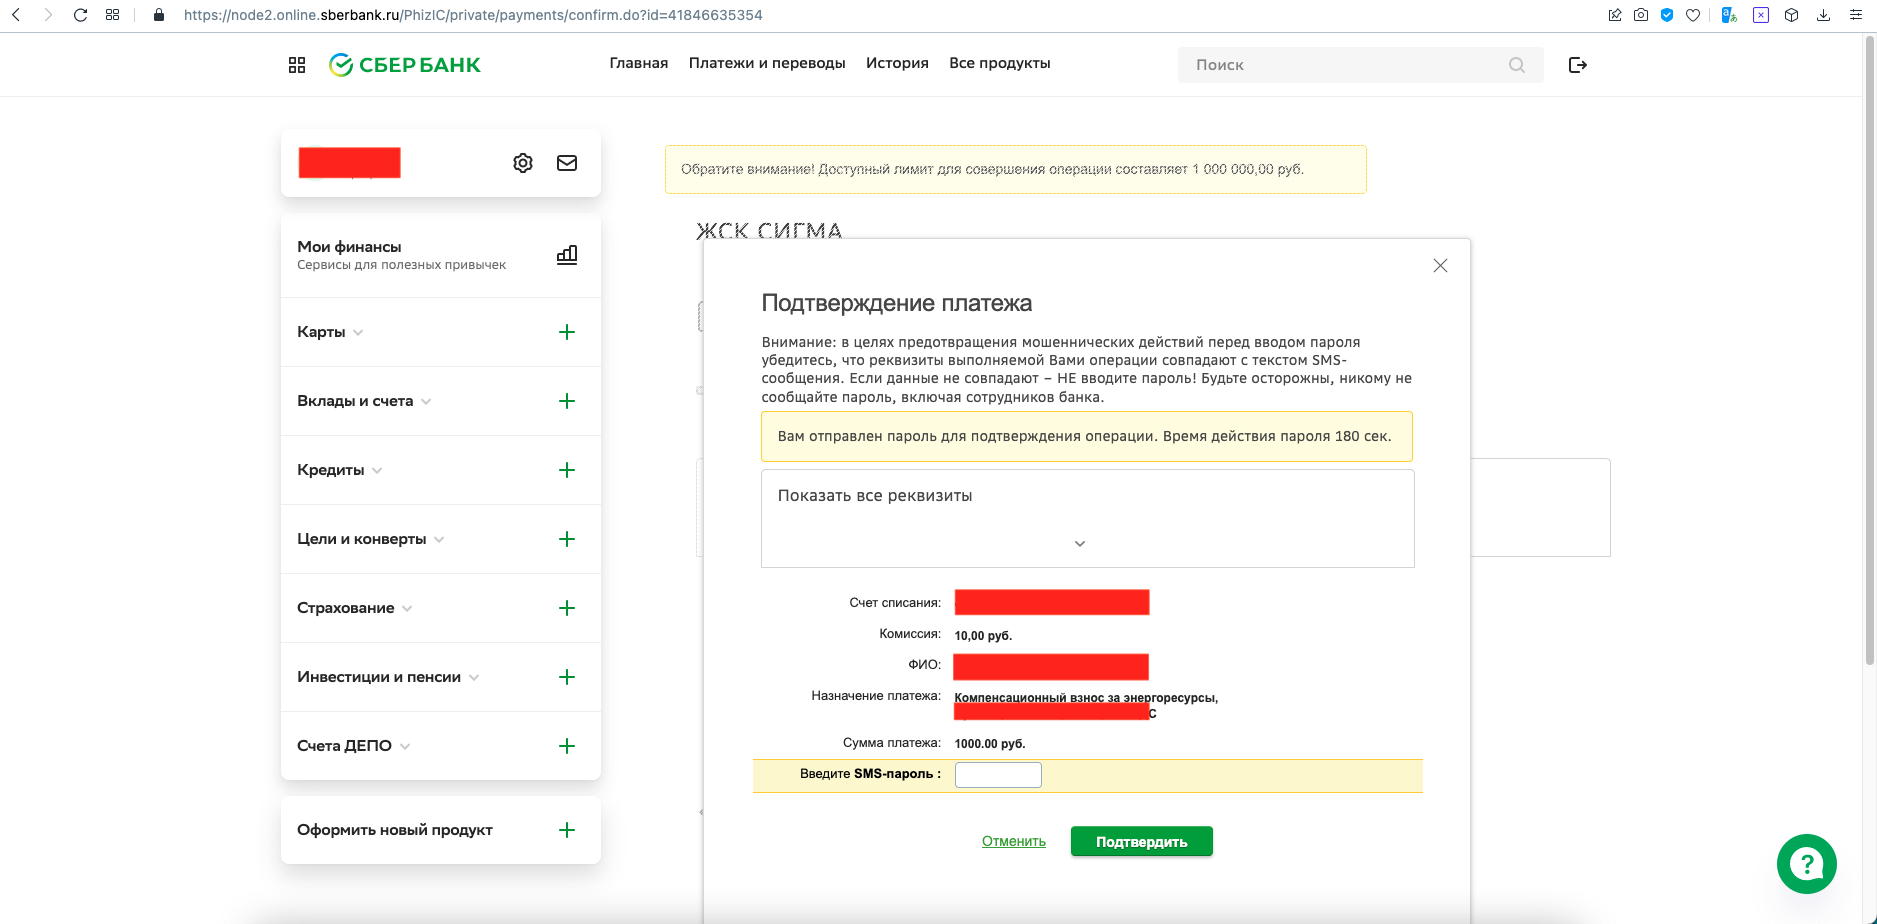 https://node2.online.sberbank.ru/PhizIC/private/payments/confirm.do?id=41846635354
СБЕР БАНК
Главная
Платежи и переводы
История
Все продукты
Поиск
Обратите внимание! Доступный лимит для совершения операции составляет 1 000 000,00 руб.
ЖСК СИГМА
Мои финансы
Сервисы для полезных привычек
Карты
Вклады и счета
Кредиты
Цели и конверты
Страхование
Инвестиции и пенсии
Счета ДЕПО
Оформить новый продукт
Подтверждение платежа
Внимание: в целях предотвращения мошеннических действий перед вводом пароля
убедитесь, что реквизиты выполняемой Вами операции совпадают с текстом SMS-
сообщения. Если данные не совпадают – НЕ вводите пароль! Будьте осторожны, никому не
сообщайте пароль, включая сотрудников банка.
Вам отправлен пароль для подтверждения операции. Время действия пароля 180 сек.
Показать все реквизиты
Счет списания:
Комиссия: 10,00 руб.
ФИО:
Назначение платежа: Компенсационный взнос за энергоресурсы,
С
Сумма платежа: 1000.00 руб.
Введите SMS-пароль :
Отменить
Подтвердить